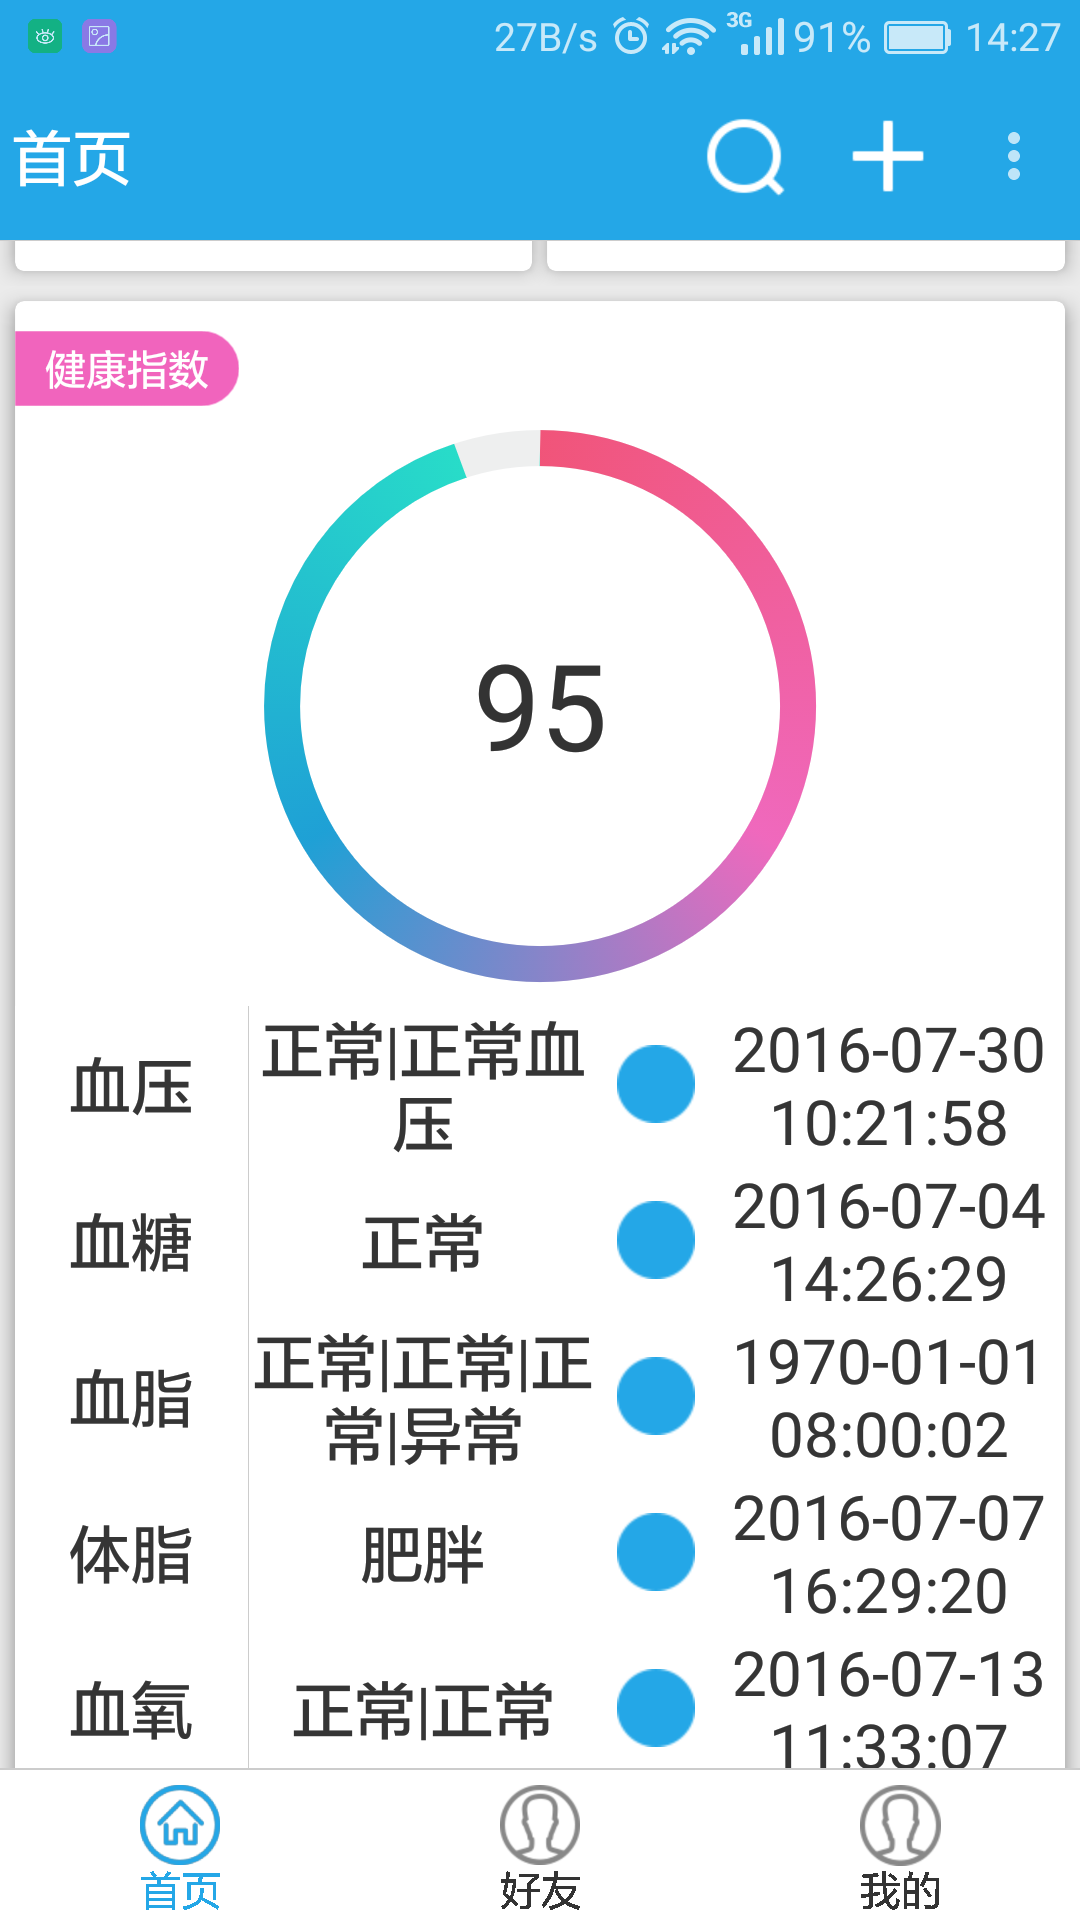 27B/s 3G 91% 14:27
首页
健康指数
95
血压 正常|正常血压 2016-07-30 10:21:58
血糖 正常 2016-07-04 14:26:29
血脂 正常|正常|正常|异常 1970-01-01 08:00:02
体脂 肥胖 2016-07-07 16:29:20
血氧 正常|正常 2016-07-13 11:33:07
首页 好友 我的